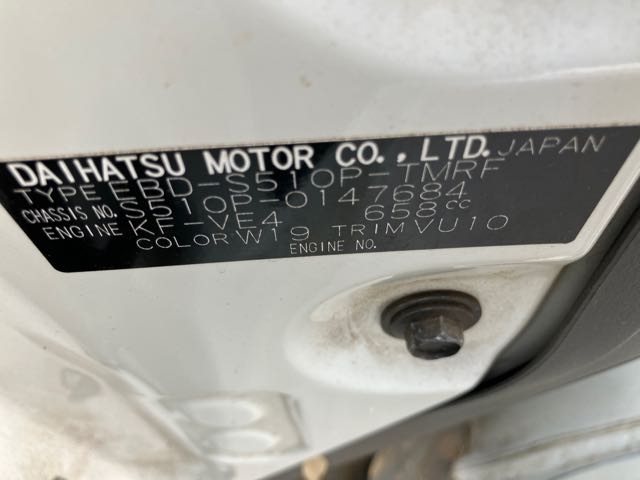 DAIHATSU MOTOR CO., LTD. JAPAN
TYPE EBD-S510P-TMRF
CHASSIS NO. S510P-0147684
ENGINE KF-VE4 658cc
COLOR W19 TRIM VU10
ENGINE NO.